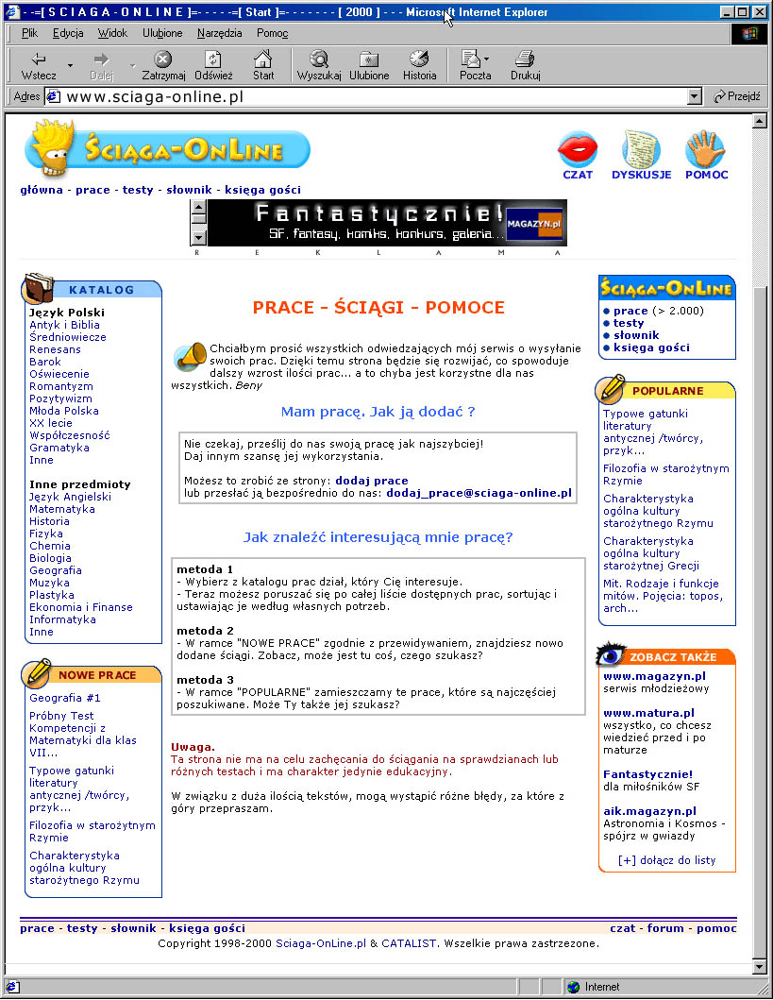 - -=[ S C I A G A - O N L I N E ]=- - - - -=[ Start ]=- - - - - - - [ 2000 ] - - - Microsoft Internet Explorer
Plik Edycja Widok Ulubione Narzędzia Pomoc
Wstecz Dalej Zatrzymaj Odśwież Start Wyszukaj Ulubione Historia Poczta Drukuj
Adres www.sciaga-online.pl Przejdź
Ściąga-OnLine
CZAT DYSKUSJE POMOC
główna - prace - testy - słownik - księga gości
Fantastycznie!
SF, fantasy, komiks, konkurs, galeria...
MAGAZYN.pl
R E K L A M A
KATALOG
Język Polski
Antyk i Biblia
Średniowiecze
Renesans
Barok
Oświecenie
Romantyzm
Pozytywizm
Młoda Polska
XX lecie
Współczesność
Gramatyka
Inne
Inne przedmioty
Język Angielski
Matematyka
Historia
Fizyka
Chemia
Biologia
Geografia
Muzyka
Plastyka
Ekonomia i Finanse
Informatyka
Inne
NOWE PRACE
Geografia #1
Próbny Test
Kompetencji z
Matematyki dla klas
VII...
Typowe gatunki
literatury
antycznej /twórcy,
przyk...
Filozofia w starożytnym
Rzymie
Charakterystyka
ogólna kultury
starożytnego Rzymu
PRACE - ŚCIĄGI - POMOCE
Chciałbym prosić wszystkich odwiedzających mój serwis o wysyłanie
swoich prac. Dzięki temu strona będzie się rozwijać, co spowoduje
dalszy wzrost ilości prac... a to chyba jest korzystne dla nas
wszystkich. Beny
Mam pracę. Jak ją dodać ?
Nie czekaj, prześlij do nas swoją pracę jak najszybciej!
Daj innym szansę jej wykorzystania.
Możesz to zrobić ze strony: dodaj prace
lub przesłać ją bezpośrednio do nas: dodaj_prace@sciaga-online.pl
Jak znaleźć interesującą mnie pracę?
metoda 1
- Wybierz z katalogu prac dział, który Cię interesuje.
- Teraz możesz poruszać się po całej liście dostępnych prac, sortując i
ustawiając je według własnych potrzeb.
metoda 2
- W ramce "NOWE PRACE" zgodnie z przewidywaniem, znajdziesz nowo
dodane ściągi. Zobacz, może jest tu coś, czego szukasz?
metoda 3
- W ramce "POPULARNE" zamieszczamy te prace, które są najczęściej
poszukiwane. Może Ty także jej szukasz?
Uwaga.
Ta strona nie ma na celu zachęcania do ściągania na sprawdzianach lub
różnych testach i ma charakter jedynie edukacyjny.
W związku z duża ilością tekstów, mogą wystąpić różne błędy, za które z
góry przepraszam.
Ściąga-OnLine
prace (> 2.000)
testy
słownik
księga gości
POPULARNE
Typowe gatunki
literatury
antycznej /twórcy,
przyk...
Filozofia w starożytnym
Rzymie
Charakterystyka
ogólna kultury
starożytnego Rzymu
Charakterystyka
ogólna kultury
starożytnej Grecji
Mit. Rodzaje i funkcje
mitów. Pojęcia: topos,
arch...
ZOBACZ TAKŻE
www.magazyn.pl
serwis młodzieżowy
www.matura.pl
wszystko, co chcesz
wiedzieć przed i po
maturze
Fantastycznie!
dla miłośników SF
aik.magazyn.pl
Astronomia i Kosmos -
spójrz w gwiazdy
[+] dołącz do listy
prace - testy - słownik - księga gości czat - forum - pomoc
Copyright 1998-2000 Sciaga-OnLine.pl & CATALIST. Wszelkie prawa zastrzezone.
Internet